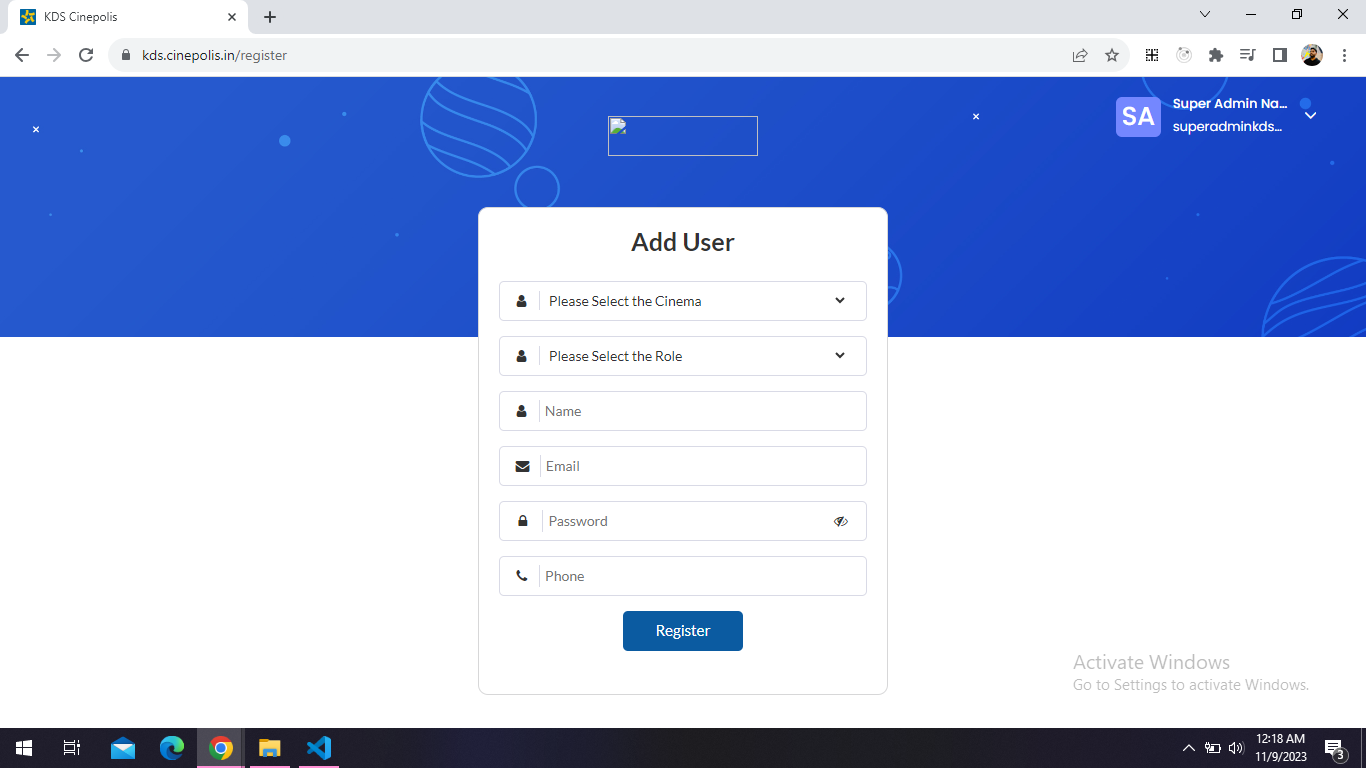 KDS Cinepolis
kds.cinepolis.in/register
SA
Super Admin Na...
superadminkds...
Add User
Please Select the Cinema
Please Select the Role
Name
Email
Password
Phone
Register
Activate Windows
Go to Settings to activate Windows.
12:18 AM
11/9/2023
3